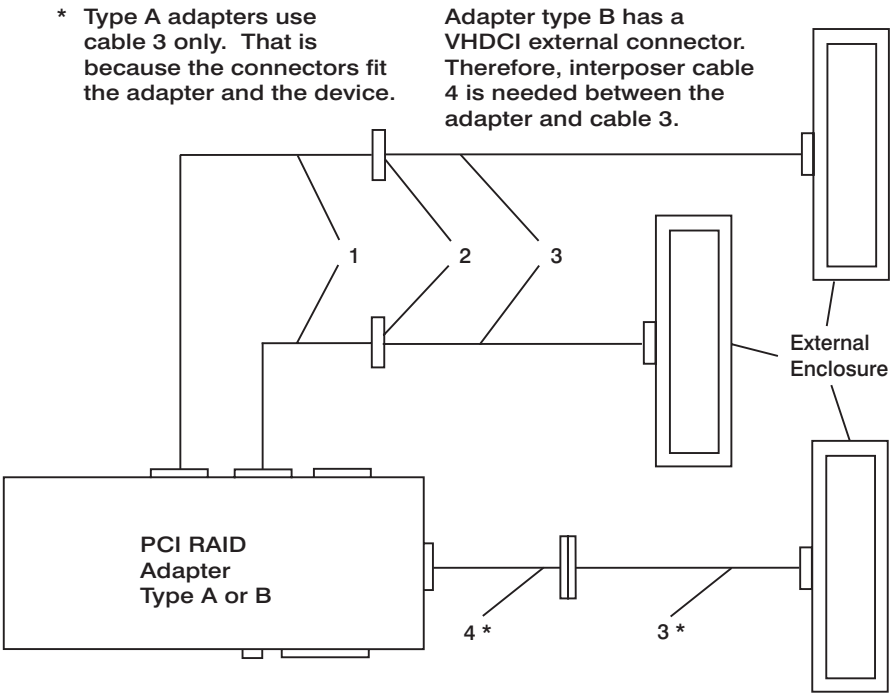 * Type A adapters use
cable 3 only. That is
because the connectors fit
the adapter and the device.
Adapter type B has a
VHDCI external connector.
Therefore, interposer cable
4 is needed between the
adapter and cable 3.
1
2
3
External
Enclosure
PCI RAID
Adapter
Type A or B
4 *
3 *